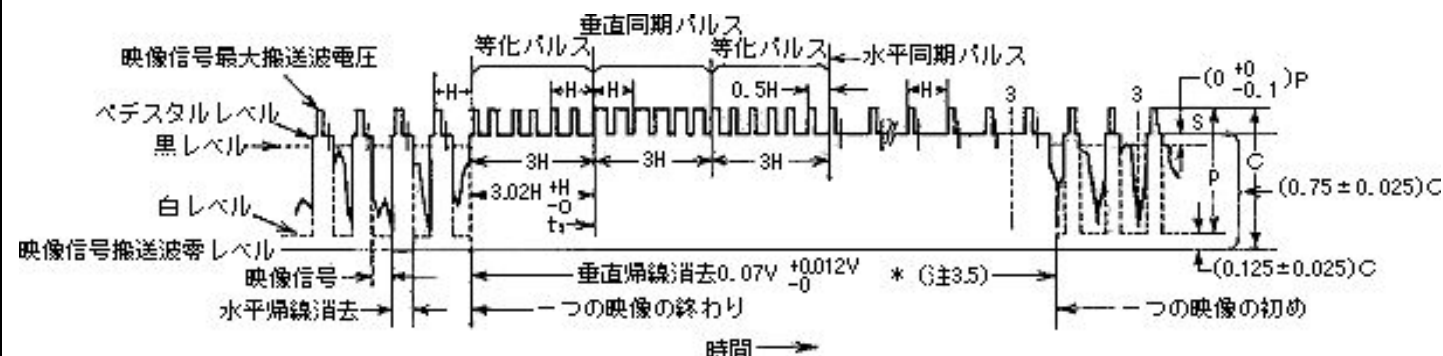 垂直同期パルス
等化パルス
等化パルス
水平同期パルス
映像信号最大搬送波電圧
H
H
H
0.5H
H
3
3
(0 +0 -0.1)P
ペデスタルレベル
S
黒レベル
3H
3H
3H
P
C
(0.75±0.025)C
3.02H +H -0
白レベル
t₁
映像信号搬送波零レベル
映像信号
垂直帰線消去0.07V +0.012V -0 * (注3.5)
(0.125±0.025)C
水平帰線消去
一つの映像の終わり
一つの映像の初め
時間